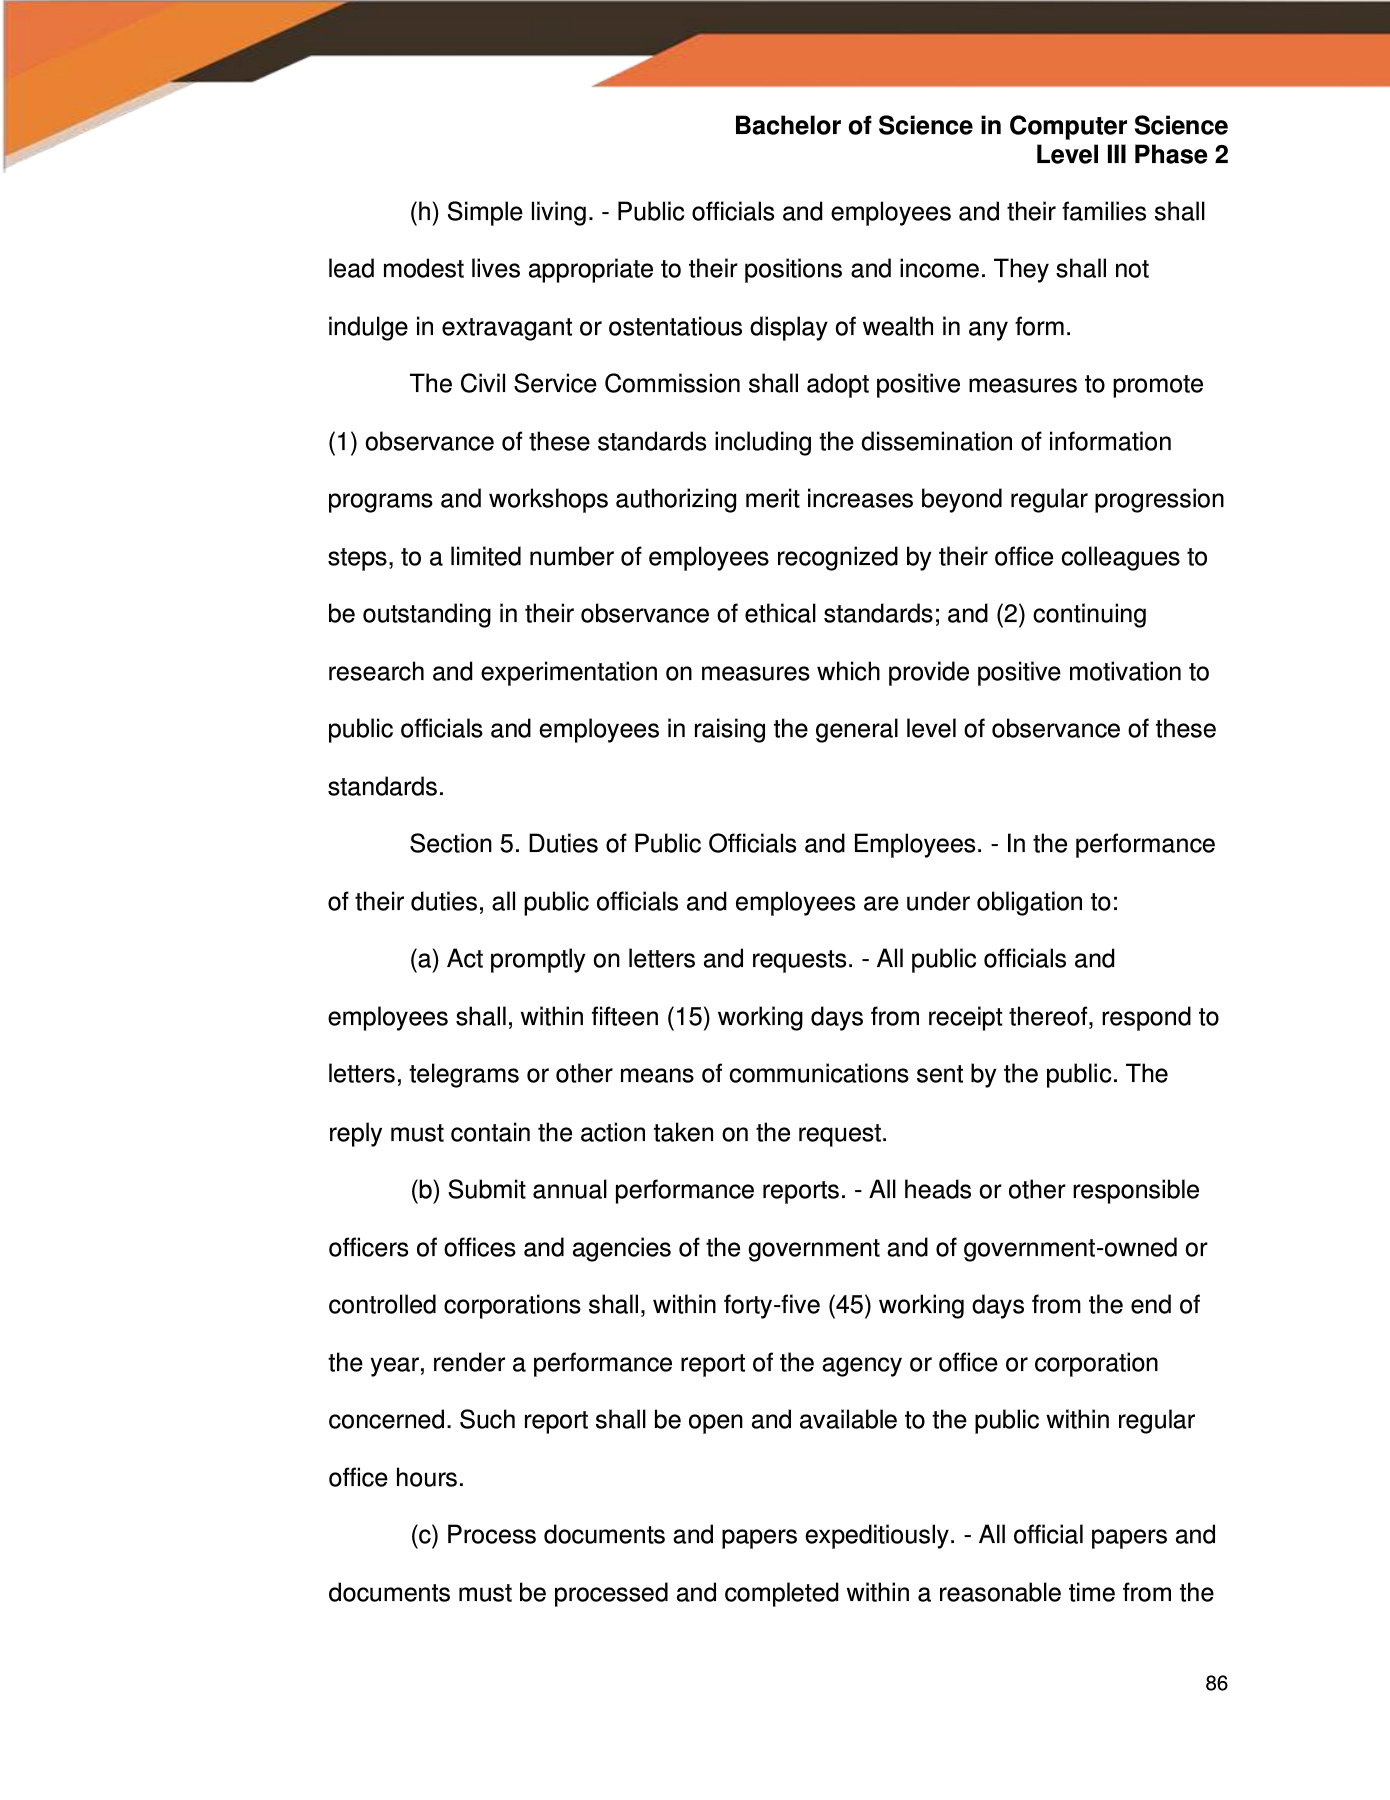 Bachelor of Science in Computer Science
Level III Phase 2
(h) Simple living. - Public officials and employees and their families shall
lead modest lives appropriate to their positions and income. They shall not
indulge in extravagant or ostentatious display of wealth in any form.
The Civil Service Commission shall adopt positive measures to promote
(1) observance of these standards including the dissemination of information
programs and workshops authorizing merit increases beyond regular progression
steps, to a limited number of employees recognized by their office colleagues to
be outstanding in their observance of ethical standards; and (2) continuing
research and experimentation on measures which provide positive motivation to
public officials and employees in raising the general level of observance of these
standards.
Section 5. Duties of Public Officials and Employees. - In the performance
of their duties, all public officials and employees are under obligation to:
(a) Act promptly on letters and requests. - All public officials and
employees shall, within fifteen (15) working days from receipt thereof, respond to
letters, telegrams or other means of communications sent by the public. The
reply must contain the action taken on the request.
(b) Submit annual performance reports. - All heads or other responsible
officers of offices and agencies of the government and of government-owned or
controlled corporations shall, within forty-five (45) working days from the end of
the year, render a performance report of the agency or office or corporation
concerned. Such report shall be open and available to the public within regular
office hours.
(c) Process documents and papers expeditiously. - All official papers and
documents must be processed and completed within a reasonable time from the
86